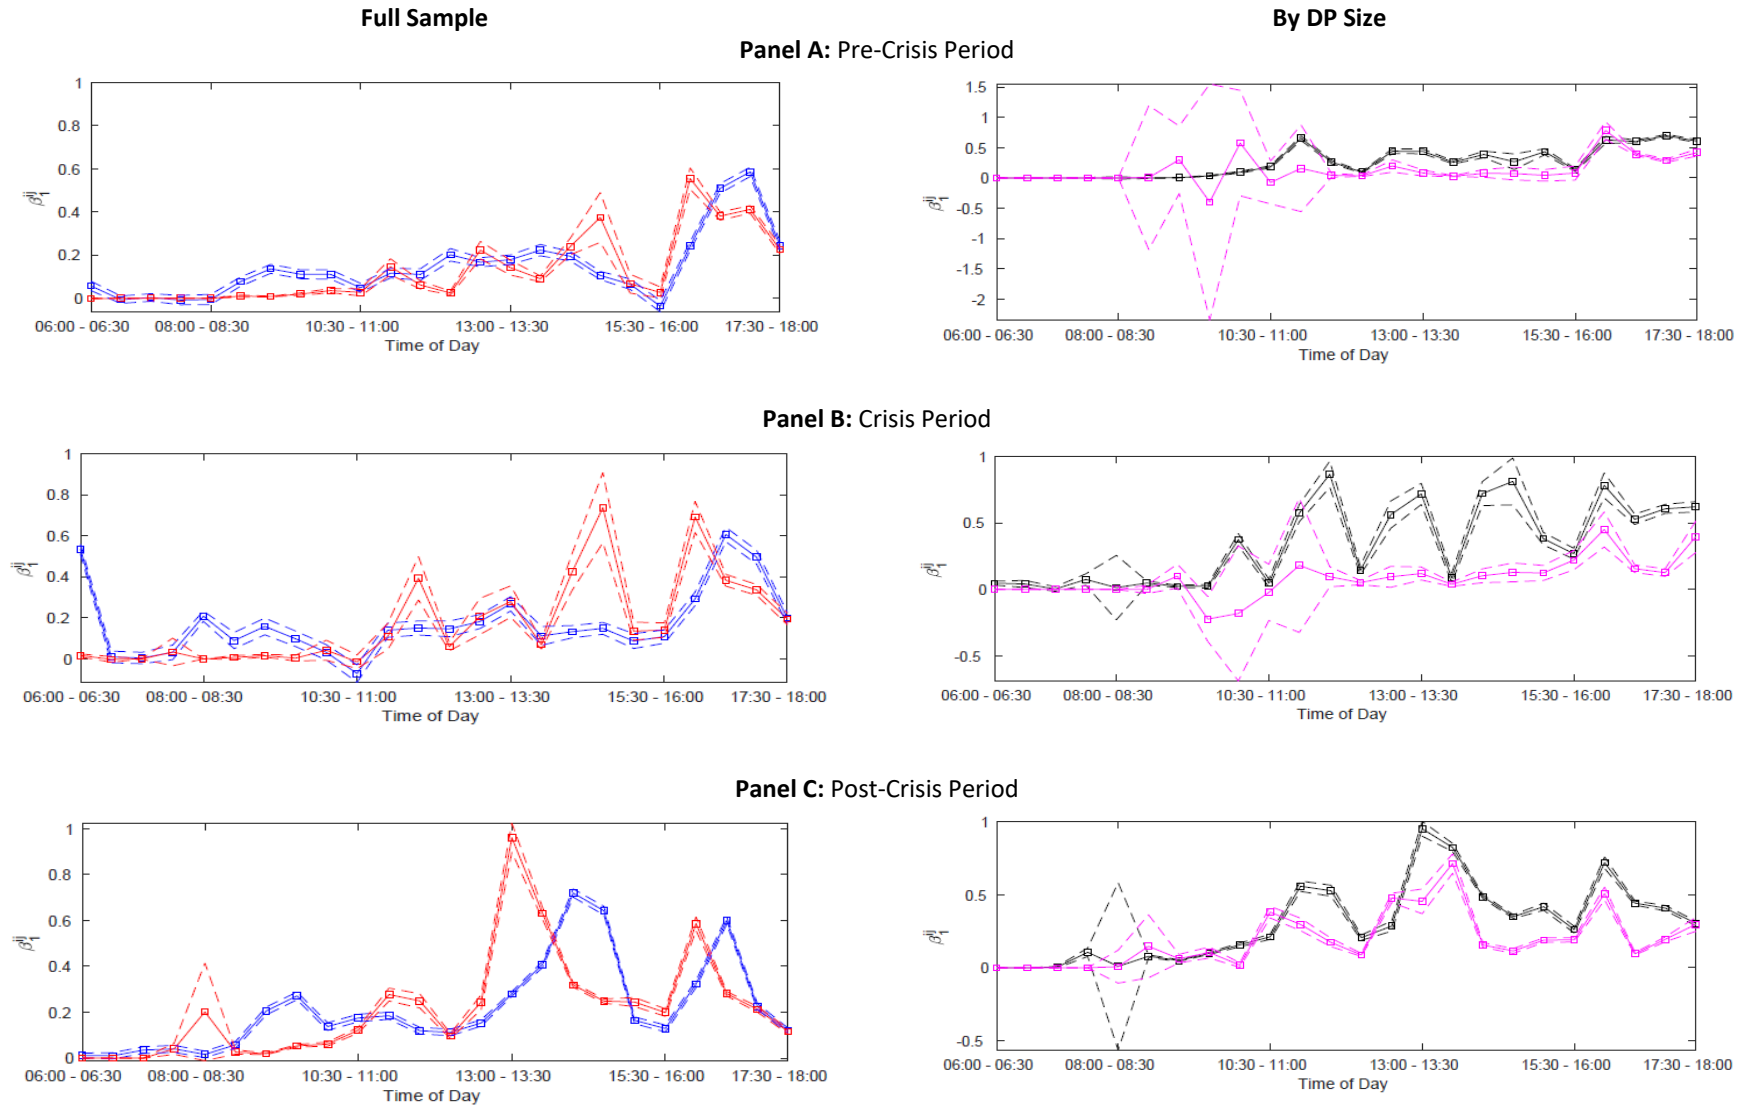 Full Sample
By DP Size
Panel A: Pre-Crisis Period
1
0.8
0.6
0.4
0.2
0
β₁ⁱʲ
06:00 - 06:30 08:00 - 08:30 10:30 - 11:00 13:00 - 13:30 15:30 - 16:00 17:30 - 18:00
Time of Day
1.5
1
0.5
0
-0.5
-1
-1.5
-2
β₁ⁱʲ
06:00 - 06:30 08:00 - 08:30 10:30 - 11:00 13:00 - 13:30 15:30 - 16:00 17:30 - 18:00
Time of Day
Panel B: Crisis Period
1
0.8
0.6
0.4
0.2
0
β₁ⁱʲ
06:00 - 06:30 08:00 - 08:30 10:30 - 11:00 13:00 - 13:30 15:30 - 16:00 17:30 - 18:00
Time of Day
1
0.5
0
-0.5
β₁ⁱʲ
06:00 - 06:30 08:00 - 08:30 10:30 - 11:00 13:00 - 13:30 15:30 - 16:00 17:30 - 18:00
Time of Day
Panel C: Post-Crisis Period
1
0.8
0.6
0.4
0.2
0
β₁ⁱʲ
06:00 - 06:30 08:00 - 08:30 10:30 - 11:00 13:00 - 13:30 15:30 - 16:00 17:30 - 18:00
Time of Day
1
0.5
0
-0.5
β₁ⁱʲ
06:00 - 06:30 08:00 - 08:30 10:30 - 11:00 13:00 - 13:30 15:30 - 16:00 17:30 - 18:00
Time of Day